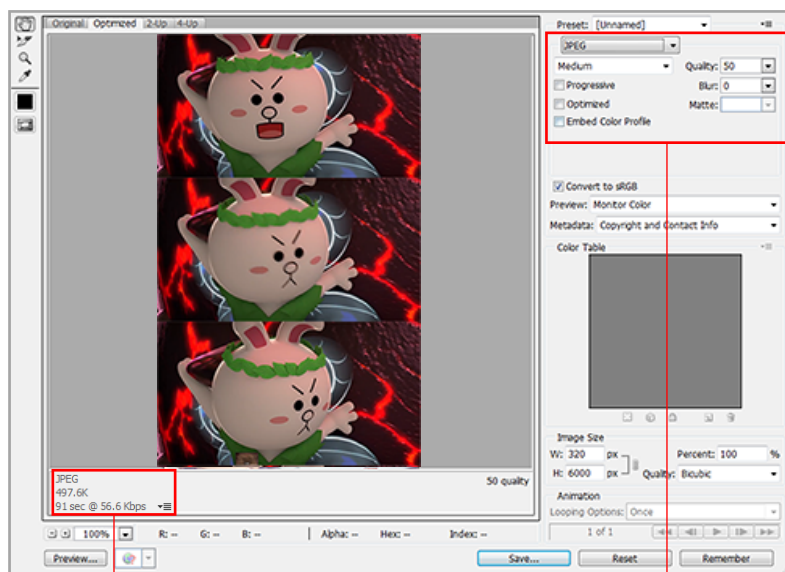 Original Optimized 2-Up 4-Up
Preset: [Unnamed]
JPEG
Medium Quality: 50
Progressive Blur: 0
Optimized Matte:
Embed Color Profile
Convert to sRGB
Preview: Monitor Color
Metadata: Copyright and Contact Info
Color Table
Image Size
W: 320 px Percent: 100 %
H: 6000 px Quality: Bicubic
Animation
Looping Options: Once
1 of 1
JPEG
497.6K
91 sec @ 56.6 Kbps
50 quality
100% R: -- G: -- B: -- Alpha: -- Hex: -- Index: --
Preview... Save... Reset Remember